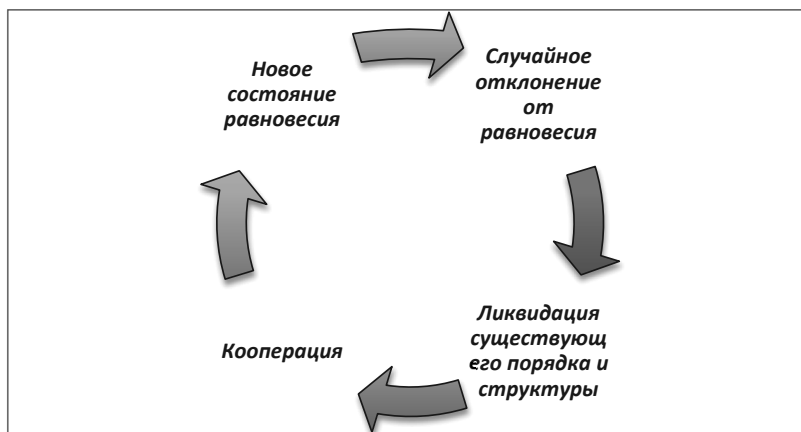 Новое
состояние
равновесия
Случайное
отклонение
от
равновесия
Ликвидация
существующ
его порядка и
структуры
Кооперация